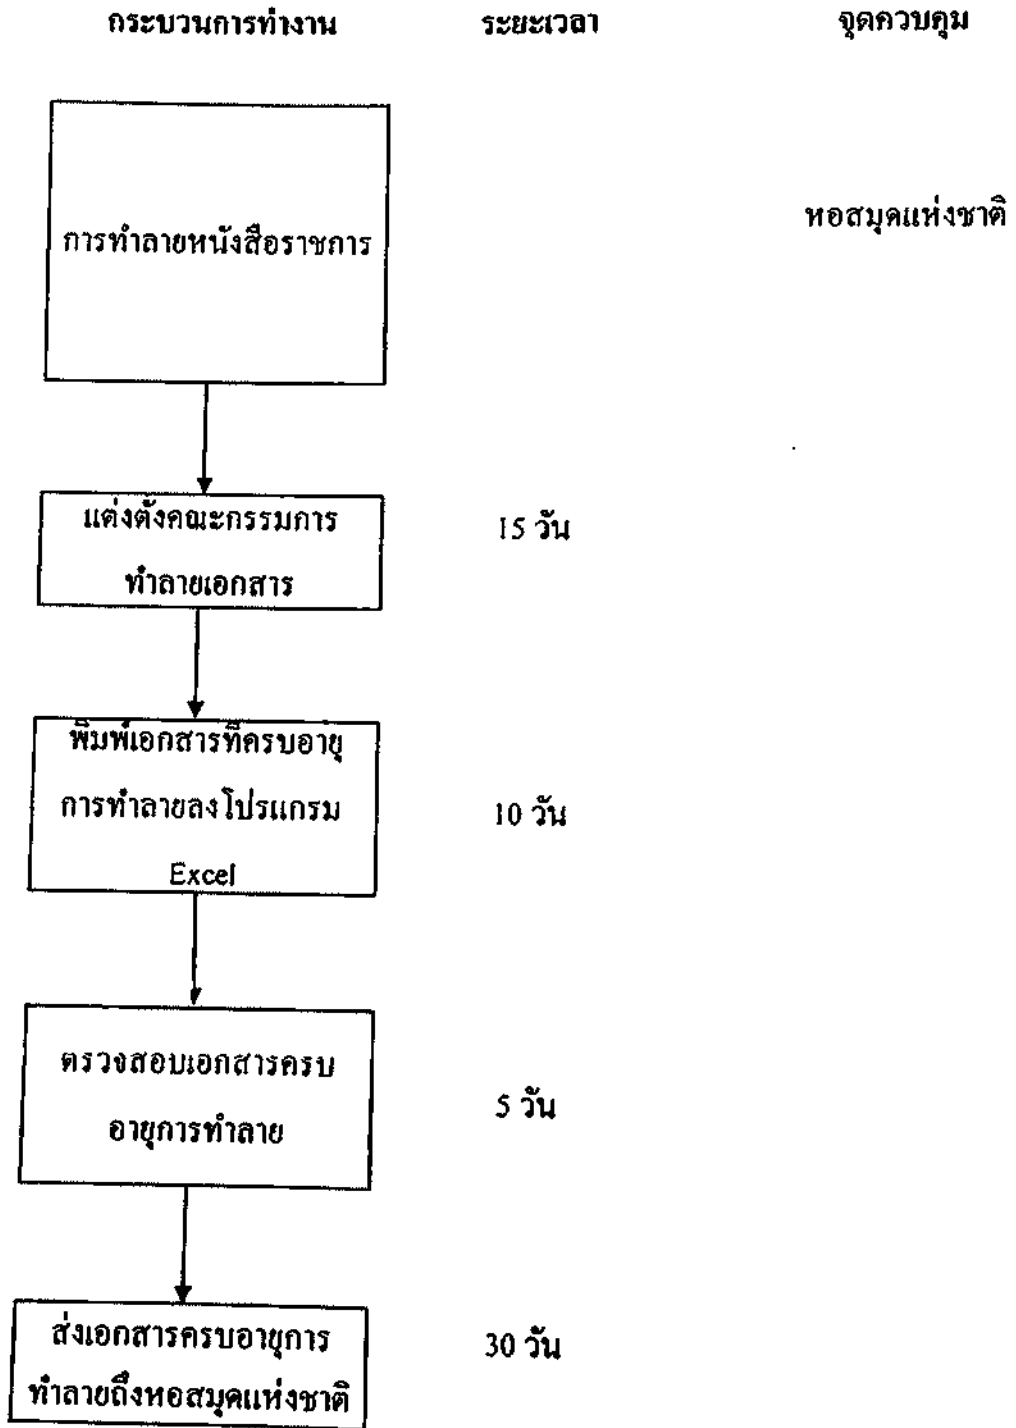 กระบวนการทำงาน ระยะเวลา จุดควบคุม
การทำลายหนังสือราชการ
หอสมุดแห่งชาติ
แต่งตั้งคณะกรรมการ
ทำลายเอกสาร
15 วัน
พิมพ์เอกสารที่ครบอายุ
การทำลายลงโปรแกรม
Excel
10 วัน
ตรวจสอบเอกสารครบ
อายุการทำลาย
5 วัน
ส่งเอกสารครบอายุการ
ทำลายถึงหอสมุดแห่งชาติ
30 วัน